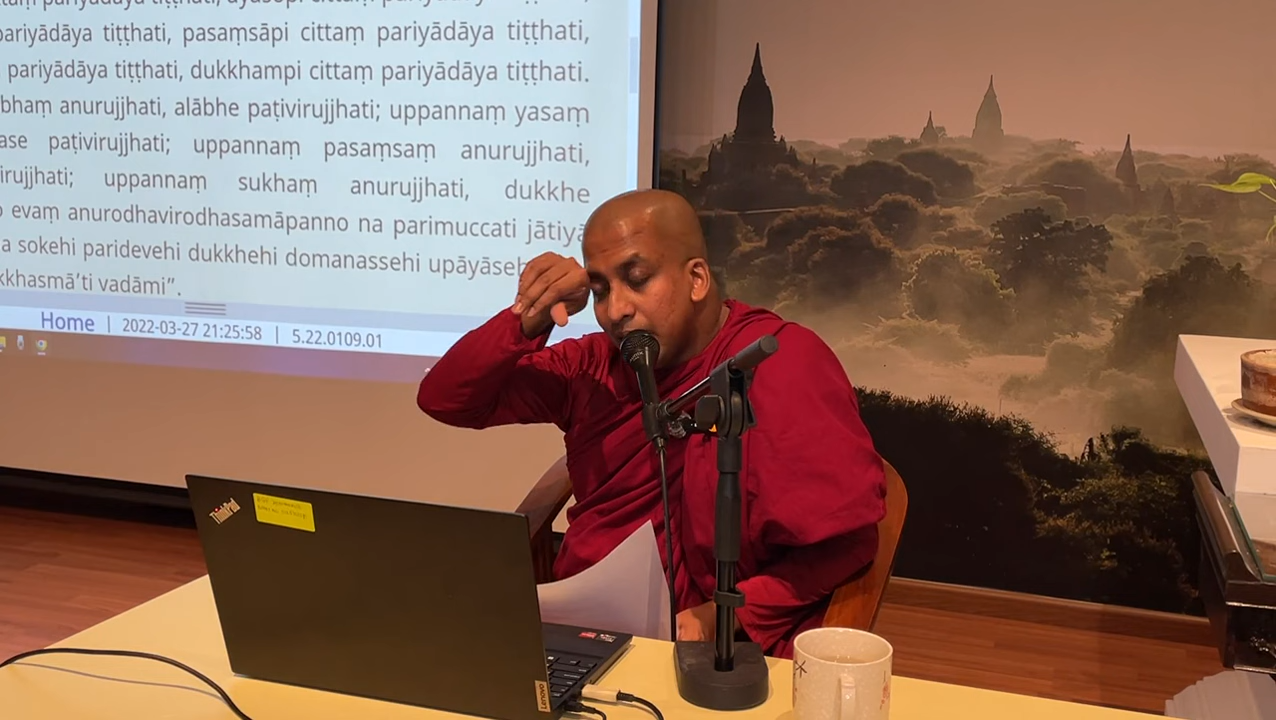 pariyādāya tiṭṭhati, pasaṃsāpi cittaṃ pariyādāya tiṭṭhati,
pariyādāya tiṭṭhati, dukkhampi cittaṃ pariyādāya tiṭṭhati.
bhaṃ anurujjhati, alābhe paṭivirujjhati; uppannaṃ yasaṃ
ase paṭivirujjhati; uppannaṃ pasaṃsaṃ anurujjhati,
irujjhati; uppannaṃ sukhaṃ anurujjhati, dukkhe
evaṃ anurodhavirodhasamāpanno na parimuccati jātiyā
a sokehi paridevehi dukkhehi domanassehi upāyāseh
kkhasmā’ti vadāmi”.
Home | 2022-03-27 21:25:58 | 5.22.0109.01
ThinkPad
Lenovo